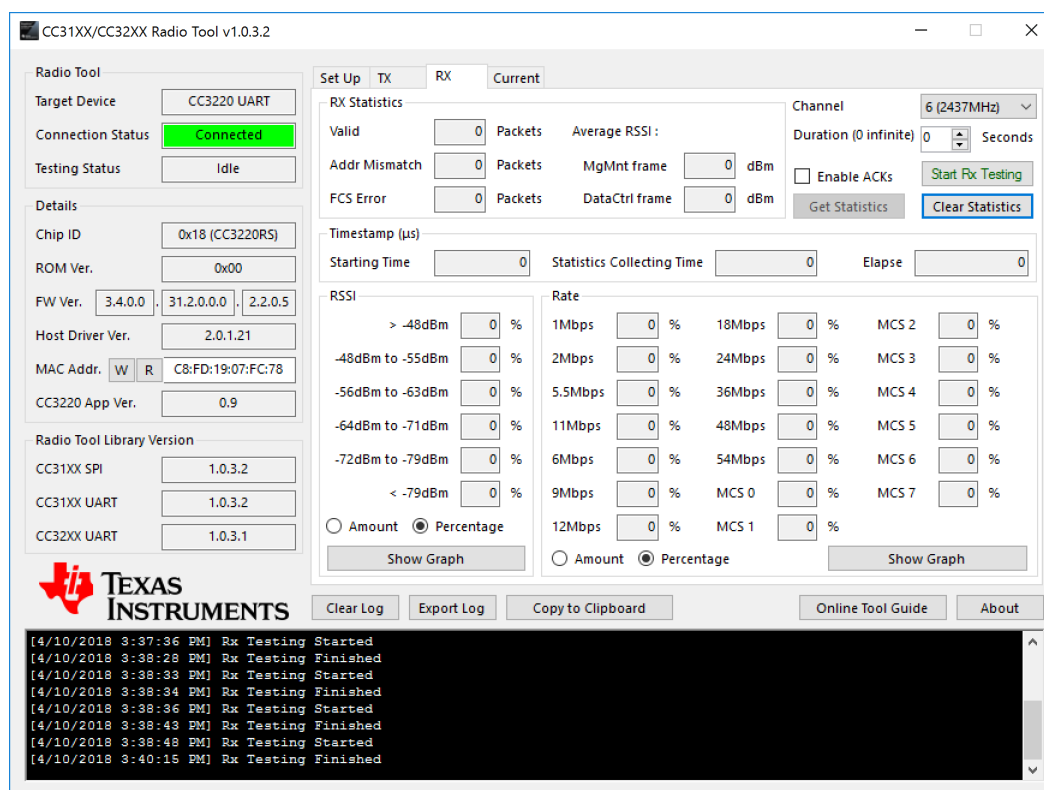 CC31XX/CC32XX Radio Tool v1.0.3.2
Radio Tool
Target Device CC3220 UART
Connection Status Connected
Testing Status Idle
Details
Chip ID 0x18 (CC3220RS)
ROM Ver. 0x00
FW Ver. 3.4.0.0 . 31.2.0.0.0 . 2.2.0.5
Host Driver Ver. 2.0.1.21
MAC Addr. W R C8:FD:19:07:FC:78
CC3220 App Ver. 0.9
Radio Tool Library Version
CC31XX SPI 1.0.3.2
CC31XX UART 1.0.3.2
CC32XX UART 1.0.3.1
TEXAS
INSTRUMENTS
Set Up TX RX Current
RX Statistics
Valid 0 Packets Average RSSI :
Addr Mismatch 0 Packets MgMnt frame 0 dBm
FCS Error 0 Packets DataCtrl frame 0 dBm
Channel 6 (2437MHz)
Duration (0 infinite) 0 Seconds
Enable ACKs Start Rx Testing
Get Statistics Clear Statistics
Timestamp (μs)
Starting Time 0 Statistics Collecting Time 0 Elapse 0
RSSI
> -48dBm 0 %
-48dBm to -55dBm 0 %
-56dBm to -63dBm 0 %
-64dBm to -71dBm 0 %
-72dBm to -79dBm 0 %
< -79dBm 0 %
Amount Percentage
Show Graph
Rate
1Mbps 0 % 18Mbps 0 % MCS 2 0 %
2Mbps 0 % 24Mbps 0 % MCS 3 0 %
5.5Mbps 0 % 36Mbps 0 % MCS 4 0 %
11Mbps 0 % 48Mbps 0 % MCS 5 0 %
6Mbps 0 % 54Mbps 0 % MCS 6 0 %
9Mbps 0 % MCS 0 0 % MCS 7 0 %
12Mbps 0 % MCS 1 0 %
Amount Percentage Show Graph
Clear Log Export Log Copy to Clipboard Online Tool Guide About
[4/10/2018 3:37:36 PM] Rx Testing Started
[4/10/2018 3:38:28 PM] Rx Testing Finished
[4/10/2018 3:38:33 PM] Rx Testing Started
[4/10/2018 3:38:34 PM] Rx Testing Finished
[4/10/2018 3:38:36 PM] Rx Testing Started
[4/10/2018 3:38:43 PM] Rx Testing Finished
[4/10/2018 3:38:48 PM] Rx Testing Started
[4/10/2018 3:40:15 PM] Rx Testing Finished